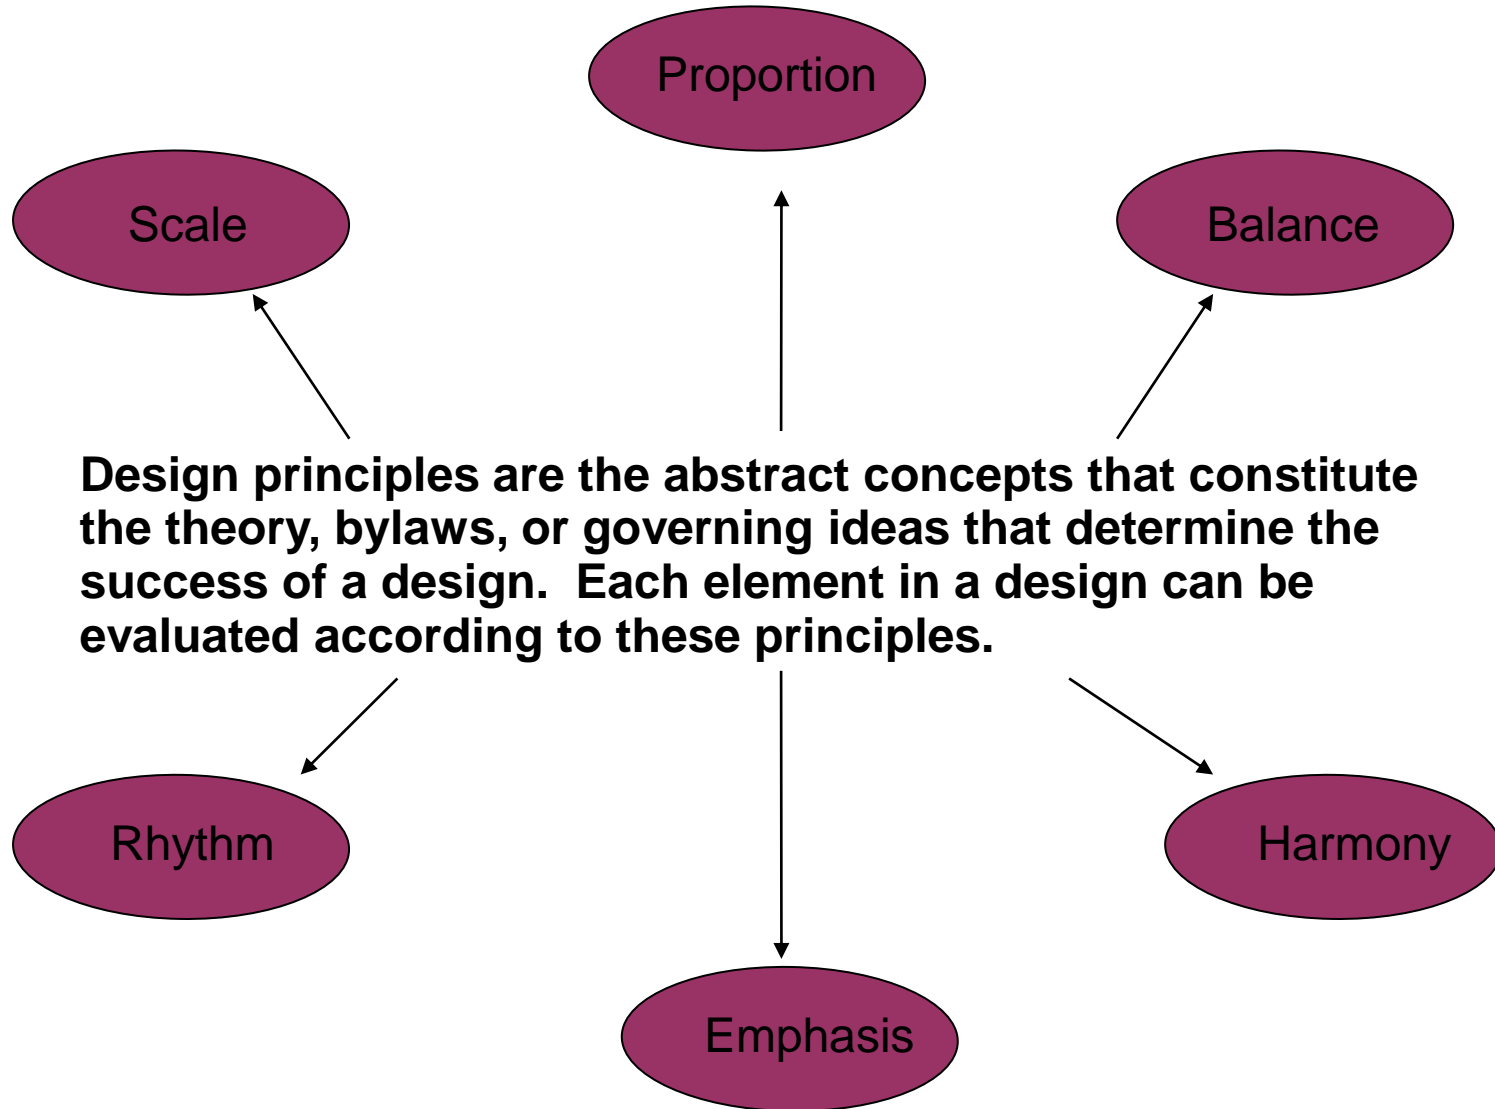 Proportion
Scale
Balance
Design principles are the abstract concepts that constitute
the theory, bylaws, or governing ideas that determine the
success of a design.  Each element in a design can be
evaluated according to these principles.
Rhythm
Harmony
Emphasis